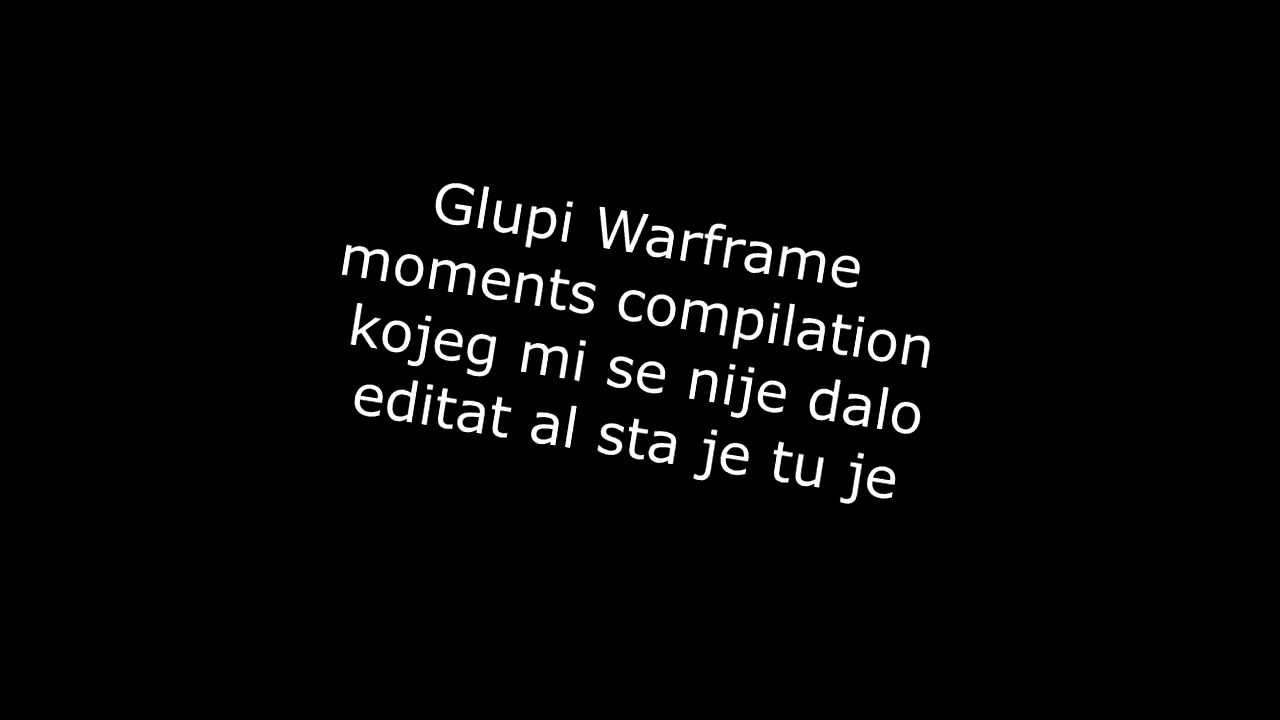 Glupi Warframe
moments compilation
kojeg mi se nije dalo
editat al sta je tu je